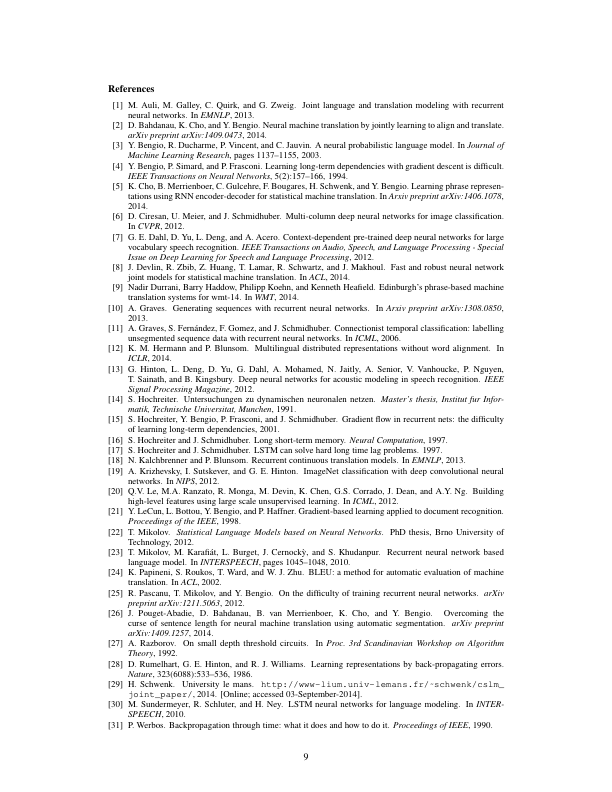 References
[1] M. Auli, M. Galley, C. Quirk, and G. Zweig. Joint language and translation modeling with recurrent
neural networks. In EMNLP, 2013.
[2] D. Bahdanau, K. Cho, and Y. Bengio. Neural machine translation by jointly learning to align and translate.
arXiv preprint arXiv:1409.0473, 2014.
[3] Y. Bengio, R. Ducharme, P. Vincent, and C. Jauvin. A neural probabilistic language model. In Journal of
Machine Learning Research, pages 1137–1155, 2003.
[4] Y. Bengio, P. Simard, and P. Frasconi. Learning long-term dependencies with gradient descent is difficult.
IEEE Transactions on Neural Networks, 5(2):157–166, 1994.
[5] K. Cho, B. Merrienboer, C. Gulcehre, F. Bougares, H. Schwenk, and Y. Bengio. Learning phrase represen-
tations using RNN encoder-decoder for statistical machine translation. In Arxiv preprint arXiv:1406.1078,
2014.
[6] D. Ciresan, U. Meier, and J. Schmidhuber. Multi-column deep neural networks for image classification.
In CVPR, 2012.
[7] G. E. Dahl, D. Yu, L. Deng, and A. Acero. Context-dependent pre-trained deep neural networks for large
vocabulary speech recognition. IEEE Transactions on Audio, Speech, and Language Processing - Special
Issue on Deep Learning for Speech and Language Processing, 2012.
[8] J. Devlin, R. Zbib, Z. Huang, T. Lamar, R. Schwartz, and J. Makhoul. Fast and robust neural network
joint models for statistical machine translation. In ACL, 2014.
[9] Nadir Durrani, Barry Haddow, Philipp Koehn, and Kenneth Heafield. Edinburgh's phrase-based machine
translation systems for wmt-14. In WMT, 2014.
[10] A. Graves. Generating sequences with recurrent neural networks. In Arxiv preprint arXiv:1308.0850,
2013.
[11] A. Graves, S. Fernández, F. Gomez, and J. Schmidhuber. Connectionist temporal classification: labelling
unsegmented sequence data with recurrent neural networks. In ICML, 2006.
[12] K. M. Hermann and P. Blunsom. Multilingual distributed representations without word alignment. In
ICLR, 2014.
[13] G. Hinton, L. Deng, D. Yu, G. Dahl, A. Mohamed, N. Jaitly, A. Senior, V. Vanhoucke, P. Nguyen,
T. Sainath, and B. Kingsbury. Deep neural networks for acoustic modeling in speech recognition. IEEE
Signal Processing Magazine, 2012.
[14] S. Hochreiter. Untersuchungen zu dynamischen neuronalen netzen. Master's thesis, Institut fur Infor-
matik, Technische Universitat, Munchen, 1991.
[15] S. Hochreiter, Y. Bengio, P. Frasconi, and J. Schmidhuber. Gradient flow in recurrent nets: the difficulty
of learning long-term dependencies, 2001.
[16] S. Hochreiter and J. Schmidhuber. Long short-term memory. Neural Computation, 1997.
[17] S. Hochreiter and J. Schmidhuber. LSTM can solve hard long time lag problems. 1997.
[18] N. Kalchbrenner and P. Blunsom. Recurrent continuous translation models. In EMNLP, 2013.
[19] A. Krizhevsky, I. Sutskever, and G. E. Hinton. ImageNet classification with deep convolutional neural
networks. In NIPS, 2012.
[20] Q.V. Le, M.A. Ranzato, R. Monga, M. Devin, K. Chen, G.S. Corrado, J. Dean, and A.Y. Ng. Building
high-level features using large scale unsupervised learning. In ICML, 2012.
[21] Y. LeCun, L. Bottou, Y. Bengio, and P. Haffner. Gradient-based learning applied to document recognition.
Proceedings of the IEEE, 1998.
[22] T. Mikolov. Statistical Language Models based on Neural Networks. PhD thesis, Brno University of
Technology, 2012.
[23] T. Mikolov, M. Karafiát, L. Burget, J. Cernocký, and S. Khudanpur. Recurrent neural network based
language model. In INTERSPEECH, pages 1045–1048, 2010.
[24] K. Papineni, S. Roukos, T. Ward, and W. J. Zhu. BLEU: a method for automatic evaluation of machine
translation. In ACL, 2002.
[25] R. Pascanu, T. Mikolov, and Y. Bengio. On the difficulty of training recurrent neural networks. arXiv
preprint arXiv:1211.5063, 2012.
[26] J. Pouget-Abadie, D. Bahdanau, B. van Merrienboer, K. Cho, and Y. Bengio. Overcoming the
curse of sentence length for neural machine translation using automatic segmentation. arXiv preprint
arXiv:1409.1257, 2014.
[27] A. Razborov. On small depth threshold circuits. In Proc. 3rd Scandinavian Workshop on Algorithm
Theory, 1992.
[28] D. Rumelhart, G. E. Hinton, and R. J. Williams. Learning representations by back-propagating errors.
Nature, 323(6088):533–536, 1986.
[29] H. Schwenk. University le mans. http://www-lium.univ-lemans.fr/~schwenk/cslm_
joint_paper/, 2014. [Online; accessed 03-September-2014].
[30] M. Sundermeyer, R. Schluter, and H. Ney. LSTM neural networks for language modeling. In INTER-
SPEECH, 2010.
[31] P. Werbos. Backpropagation through time: what it does and how to do it. Proceedings of IEEE, 1990.
9